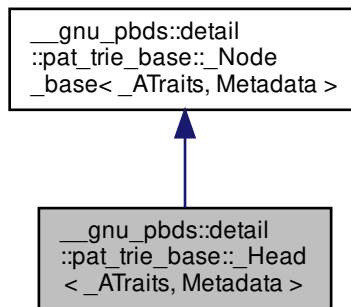 __gnu_pbds::detail
::pat_trie_base::_Node
_base< _ATraits, Metadata >
__gnu_pbds::detail
::pat_trie_base::_Head
< _ATraits, Metadata >